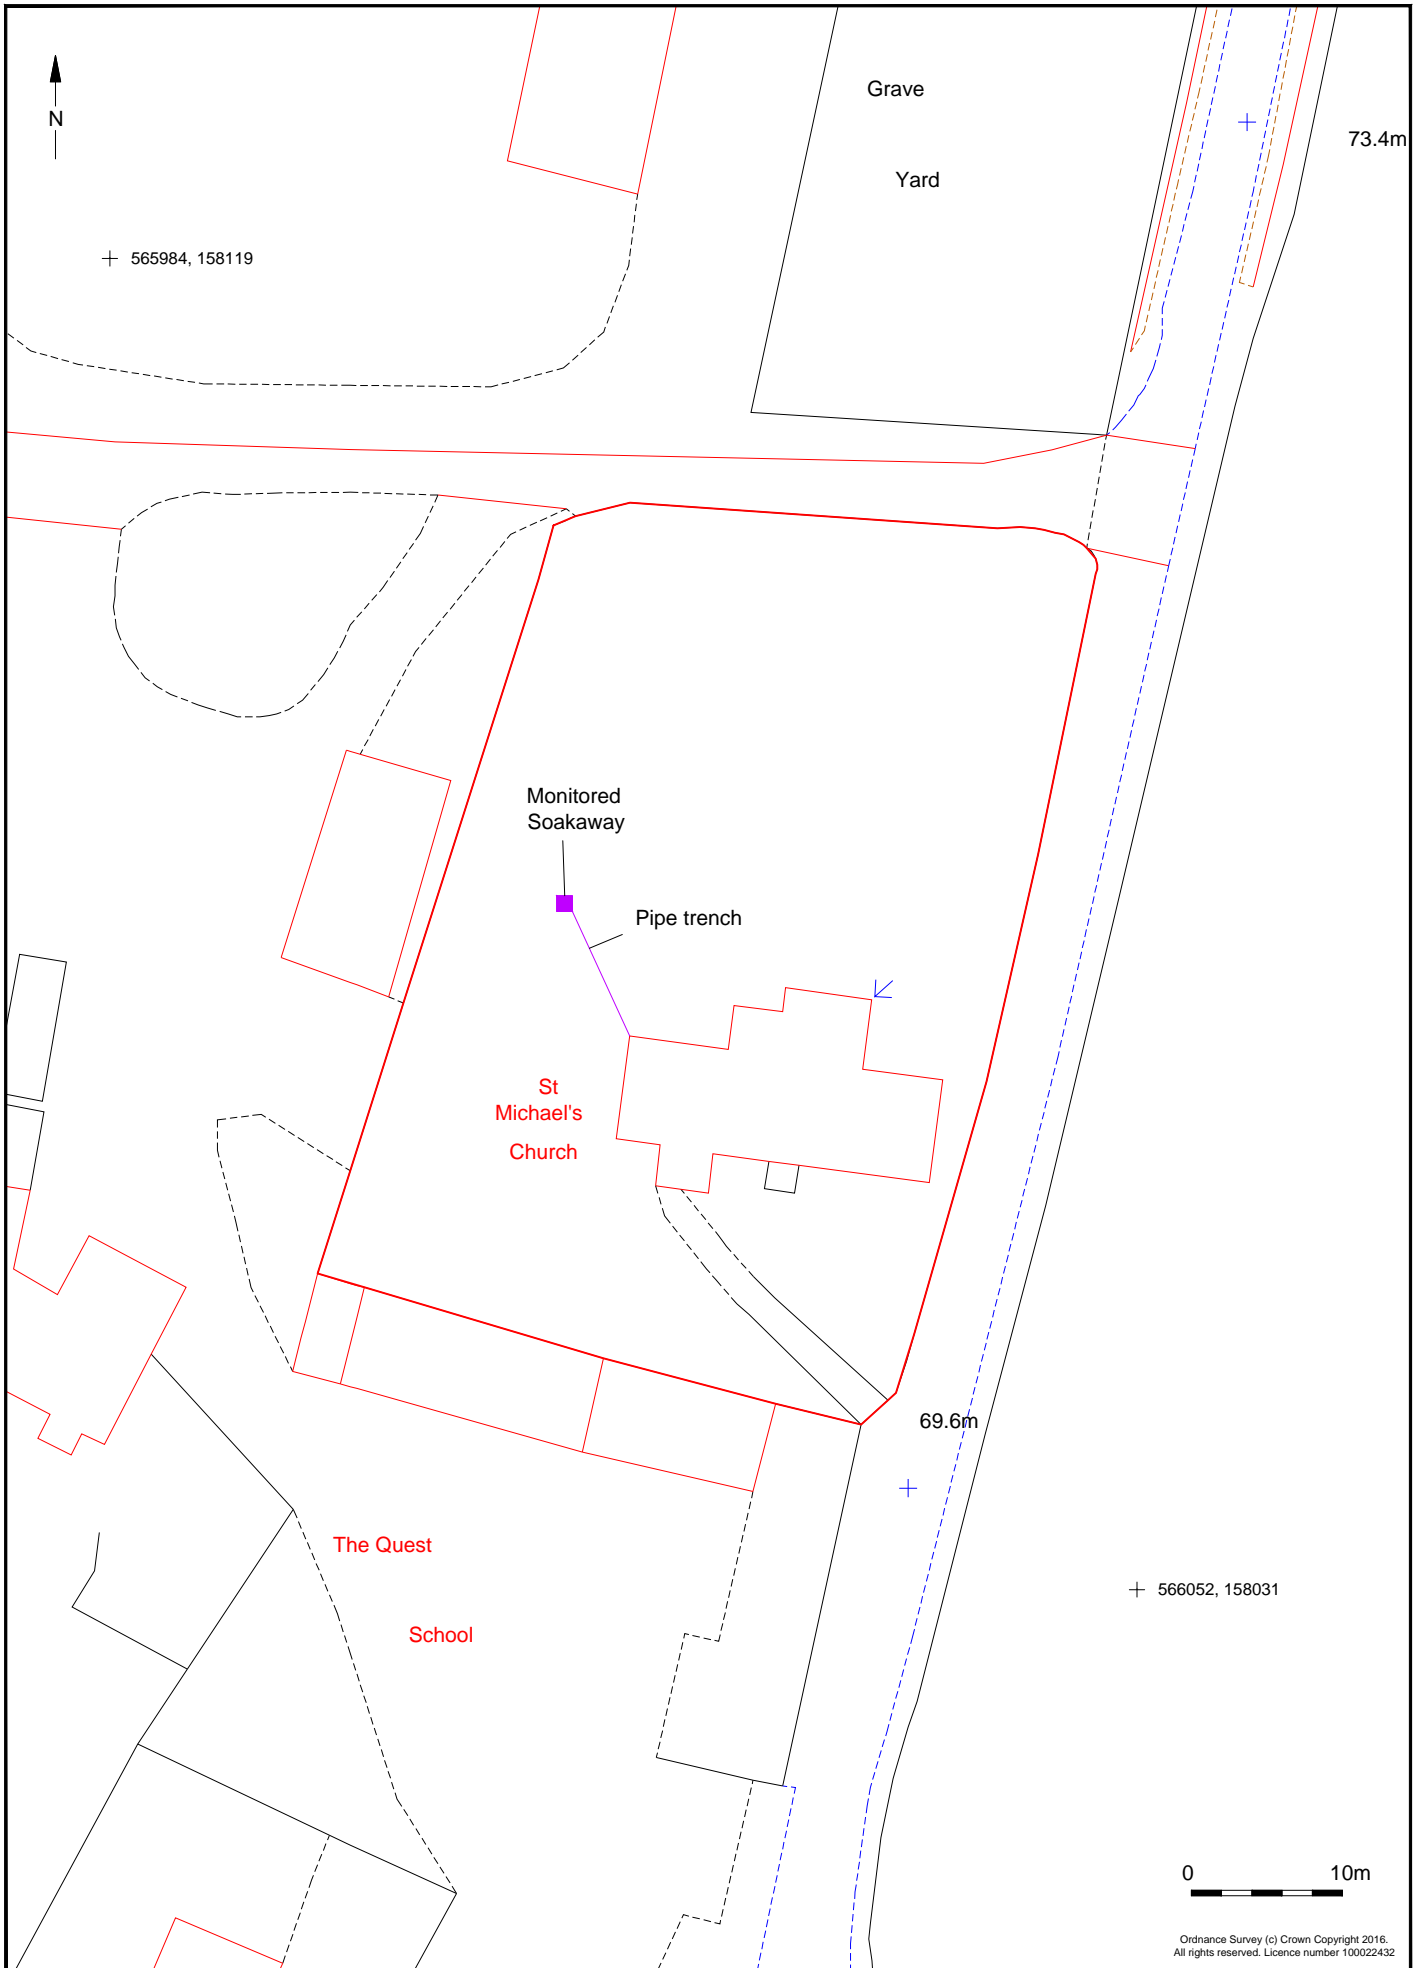 Grave
73.4m
N
Yard
565984, 158119
Monitored
Soakaway
Pipe trench
St
Michael's
Church
69.6m
The Quest
566052, 158031
School
0 10m
Ordnance Survey (c) Crown Copyright 2016.
All rights reserved. Licence number 100022432